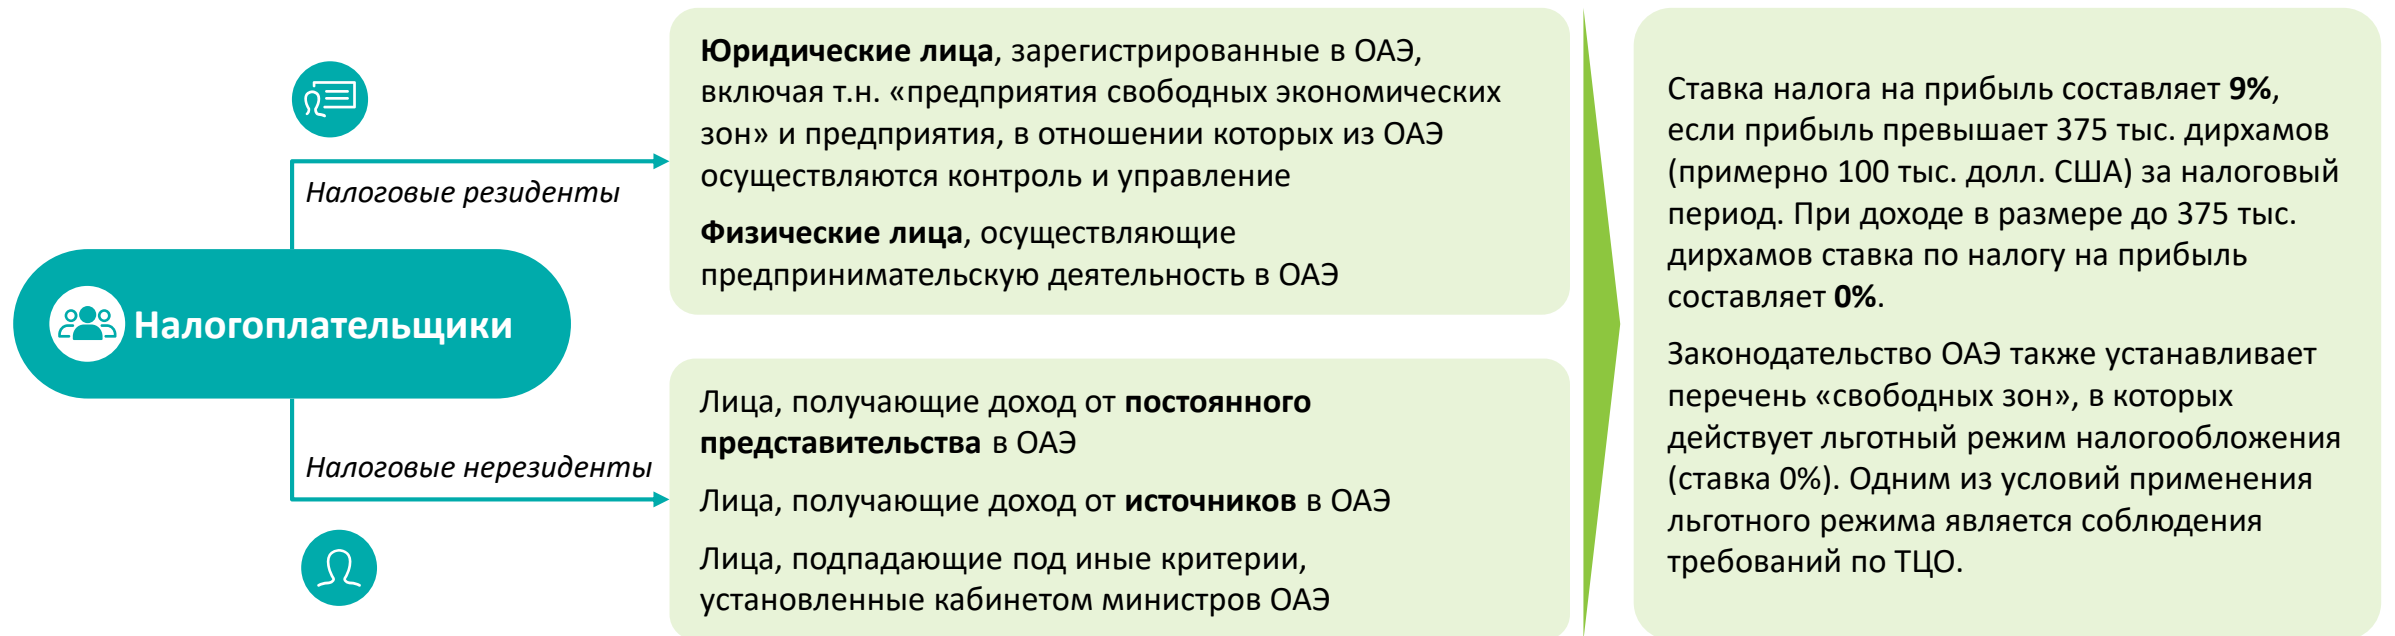 Налогоплательщики
Налоговые резиденты
Юридические лица, зарегистрированные в ОАЭ,
включая т.н. «предприятия свободных экономических
зон» и предприятия, в отношении которых из ОАЭ
осуществляются контроль и управление
Физические лица, осуществляющие
предпринимательскую деятельность в ОАЭ
Налоговые нерезиденты
Лица, получающие доход от постоянного
представительства в ОАЭ
Лица, получающие доход от источников в ОАЭ
Лица, подпадающие под иные критерии,
установленные кабинетом министров ОАЭ
Ставка налога на прибыль составляет 9%,
если прибыль превышает 375 тыс. дирхамов
(примерно 100 тыс. долл. США) за налоговый
период. При доходе в размере до 375 тыс.
дирхамов ставка по налогу на прибыль
составляет 0%.
Законодательство ОАЭ также устанавливает
перечень «свободных зон», в которых
действует льготный режим налогообложения
(ставка 0%). Одним из условий применения
льготного режима является соблюдения
требований по ТЦО.